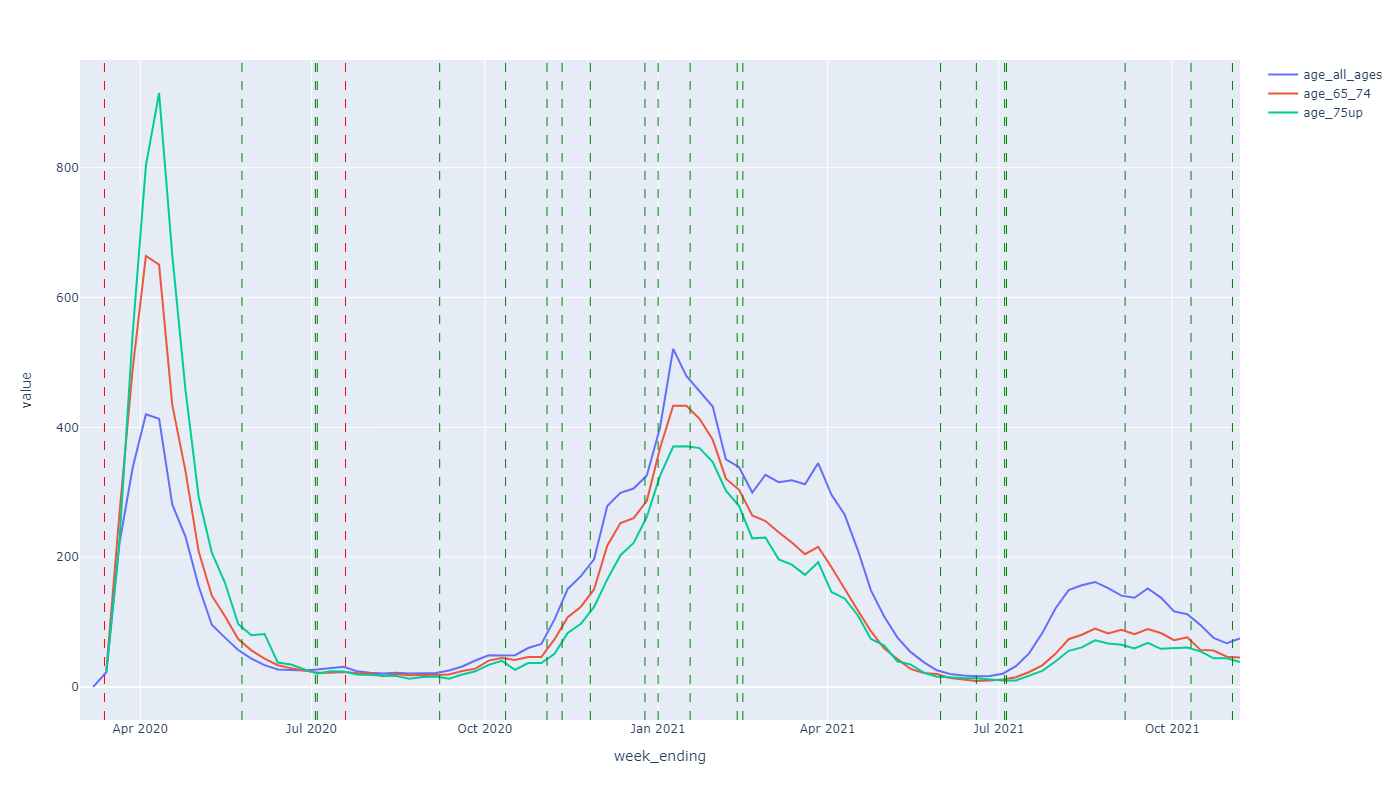 age_all_ages
age_65_74
age_75up
800
600
400
200
0
value
Apr 2020
Jul 2020
Oct 2020
Jan 2021
Apr 2021
Jul 2021
Oct 2021
week_ending